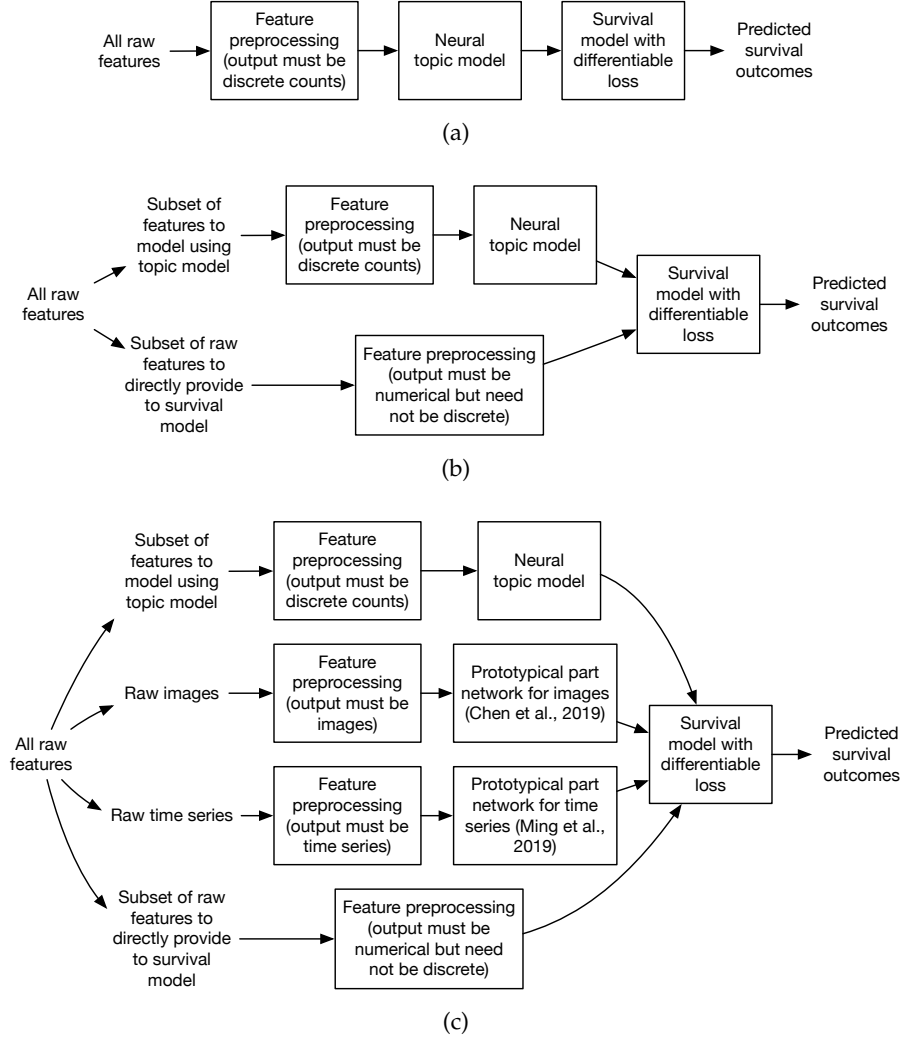 All raw
features
Feature
preprocessing
(output must be
discrete counts)
Neural
topic model
Survival
model with
differentiable
loss
Predicted
survival
outcomes
(a)
All raw
features
Subset of
features to
model using
topic model
Feature
preprocessing
(output must be
discrete counts)
Neural
topic model
Subset of raw
features to
directly provide
to survival
model
Feature preprocessing
(output must be
numerical but need
not be discrete)
Survival
model with
differentiable
loss
Predicted
survival
outcomes
(b)
All raw
features
Subset of
features to
model using
topic model
Feature
preprocessing
(output must be
discrete counts)
Neural
topic model
Raw images
Feature
preprocessing
(output must be
images)
Prototypical part
network for images
(Chen et al., 2019)
Raw time series
Feature
preprocessing
(output must be
time series)
Prototypical part
network for time
series (Ming et al.,
2019)
Subset of raw
features to
directly provide
to survival
model
Feature preprocessing
(output must be
numerical but need
not be discrete)
Survival
model with
differentiable
loss
Predicted
survival
outcomes
(c)